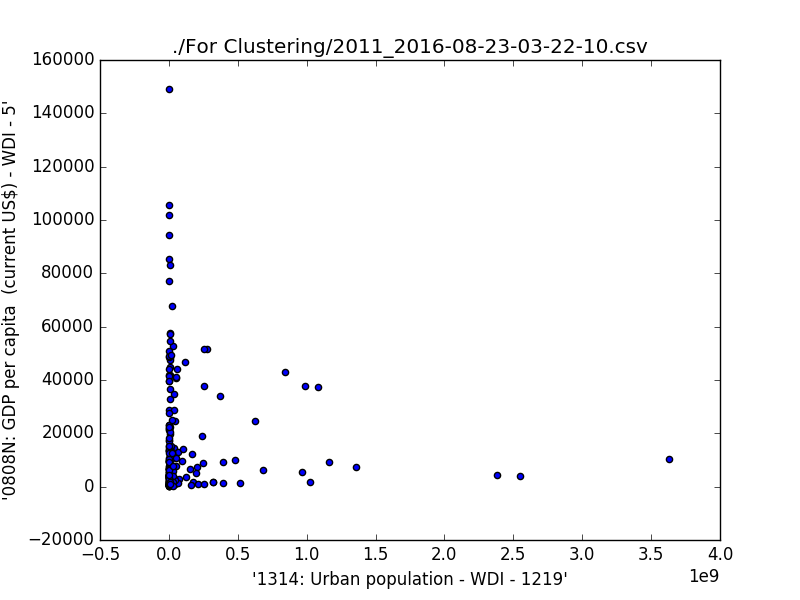 ./For Clustering/2011_2016-08-23-03-22-10.csv
160000
140000
120000
100000
80000
60000
40000
20000
0
−20000
'0808N: GDP per capita  (current US$) - WDI - 5'
−0.5 0.0 0.5 1.0 1.5 2.0 2.5 3.0 3.5 4.0
1e9
'1314: Urban population - WDI - 1219'